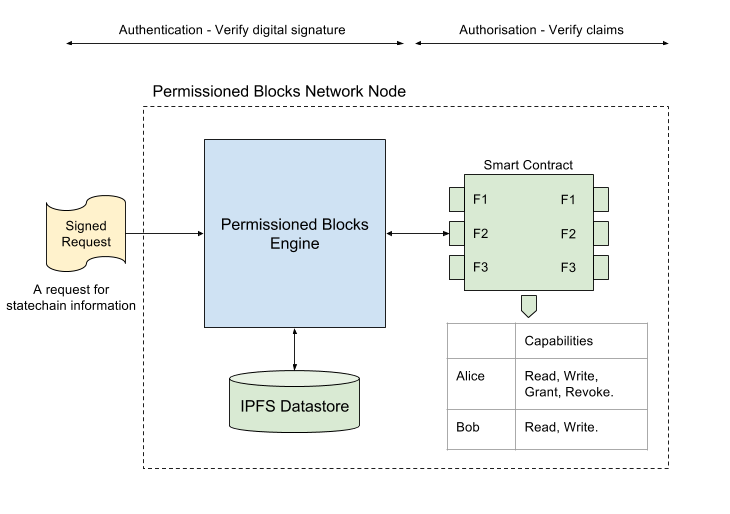 Authentication - Verify digital signature
Authorisation - Verify claims
Permissioned Blocks Network Node
Signed
Request
A request for
statechain information
Permissioned Blocks
Engine
IPFS Datastore
Smart Contract
F1 F1
F2 F2
F3 F3
Capabilities
Alice Read, Write,
Grant, Revoke.
Bob Read, Write.